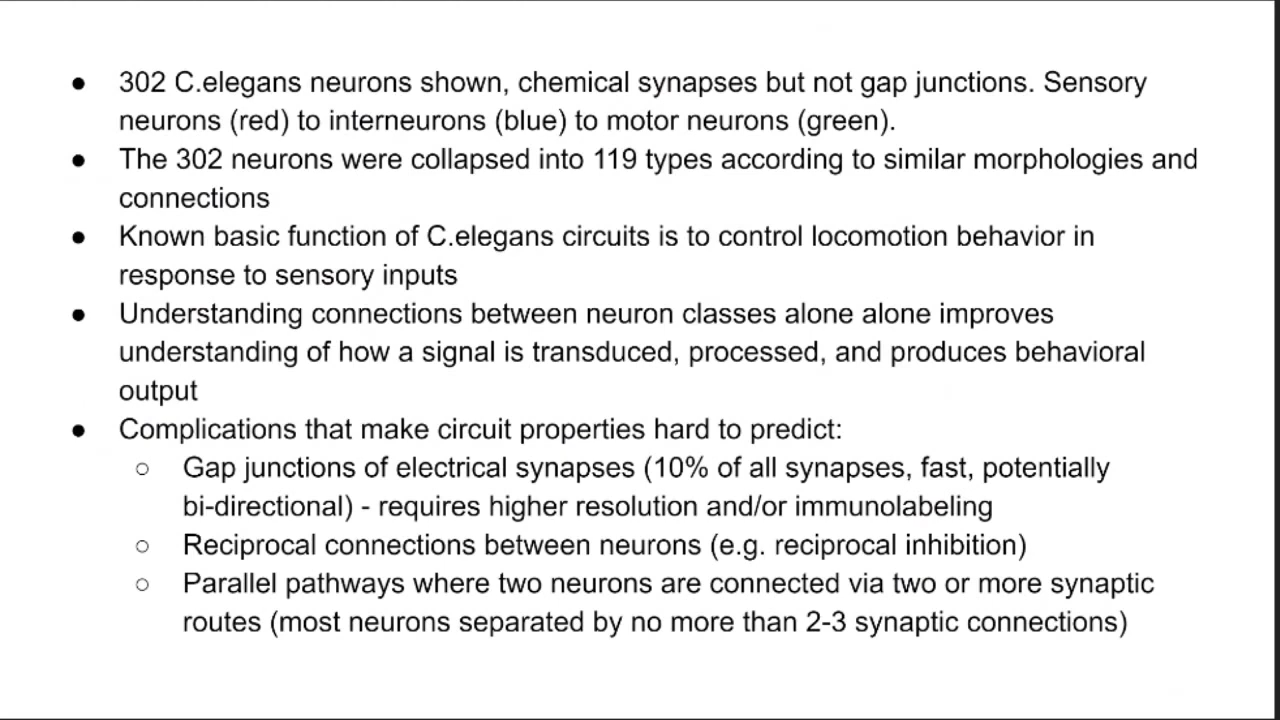 ● 302 C.elegans neurons shown, chemical synapses but not gap junctions. Sensory
neurons (red) to interneurons (blue) to motor neurons (green).
● The 302 neurons were collapsed into 119 types according to similar morphologies and
connections
● Known basic function of C.elegans circuits is to control locomotion behavior in
response to sensory inputs
● Understanding connections between neuron classes alone alone improves
understanding of how a signal is transduced, processed, and produces behavioral
output
● Complications that make circuit properties hard to predict:
○ Gap junctions of electrical synapses (10% of all synapses, fast, potentially
bi-directional) - requires higher resolution and/or immunolabeling
○ Reciprocal connections between neurons (e.g. reciprocal inhibition)
○ Parallel pathways where two neurons are connected via two or more synaptic
routes (most neurons separated by no more than 2-3 synaptic connections)